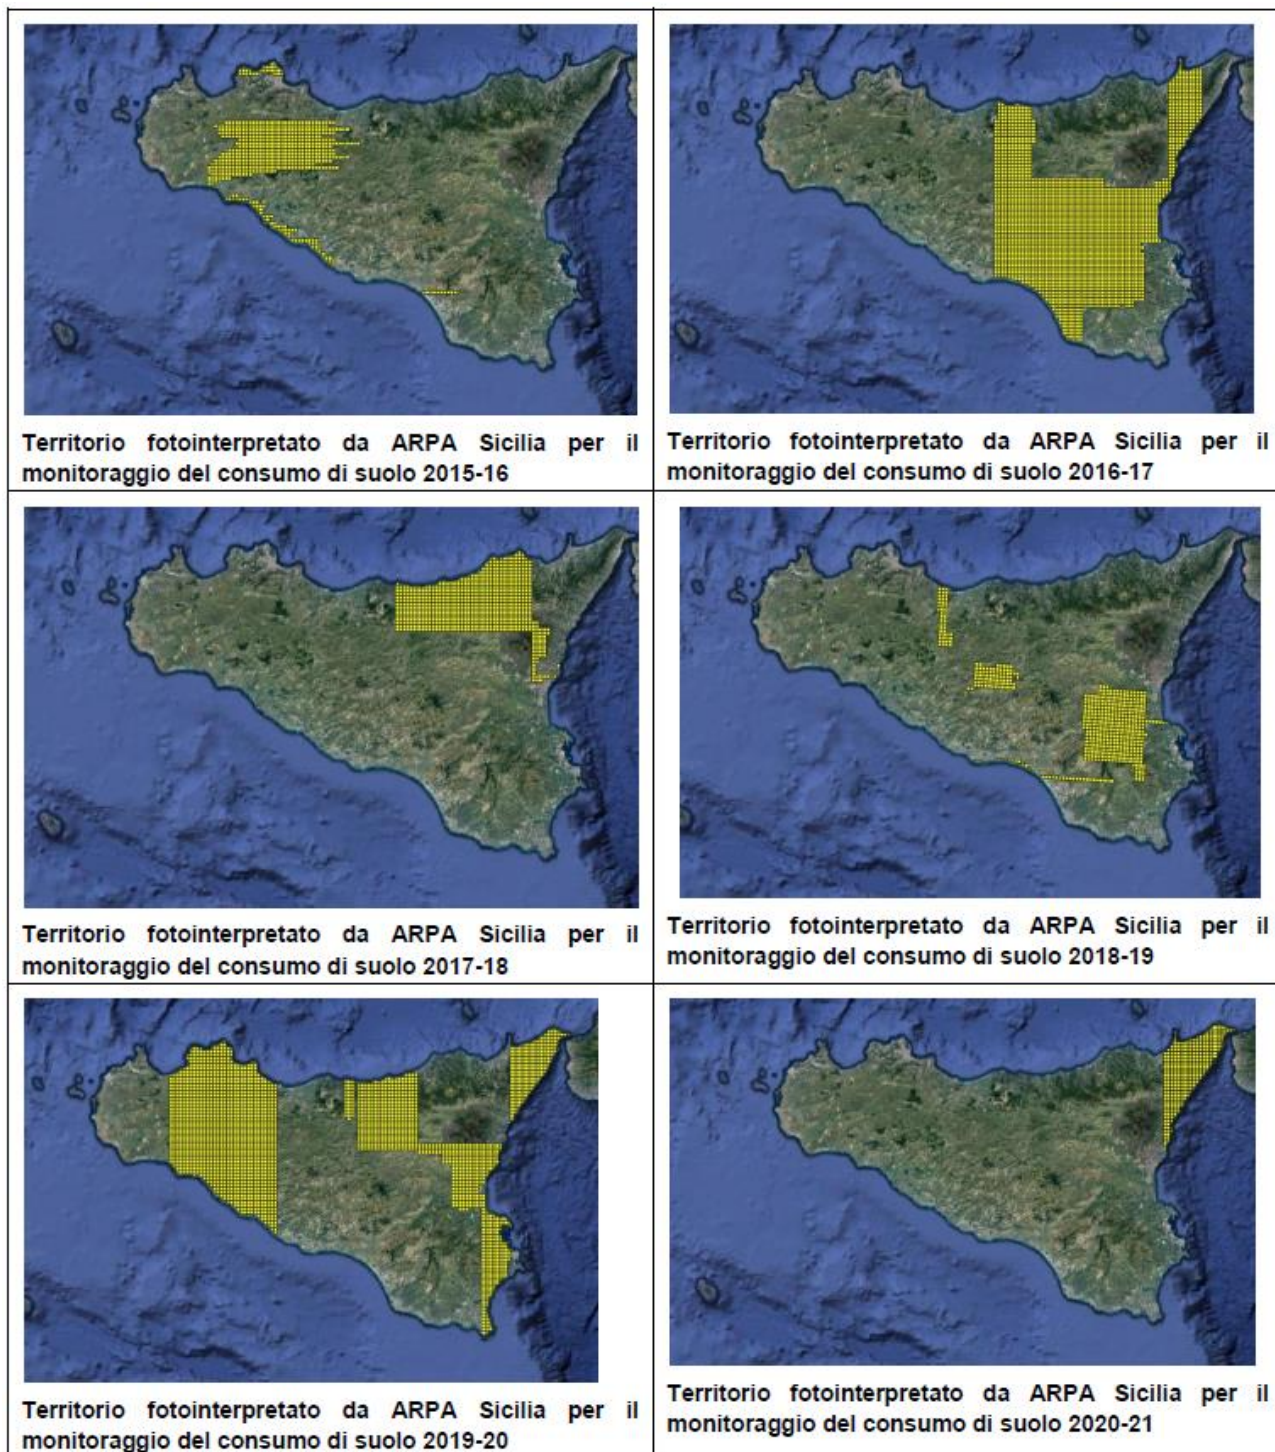 Territorio fotointerpretato da ARPA Sicilia per il
monitoraggio del consumo di suolo 2015-16
Territorio fotointerpretato da ARPA Sicilia per il
monitoraggio del consumo di suolo 2016-17
Territorio fotointerpretato da ARPA Sicilia per il
monitoraggio del consumo di suolo 2017-18
Territorio fotointerpretato da ARPA Sicilia per il
monitoraggio del consumo di suolo 2018-19
Territorio fotointerpretato da ARPA Sicilia per il
monitoraggio del consumo di suolo 2019-20
Territorio fotointerpretato da ARPA Sicilia per il
monitoraggio del consumo di suolo 2020-21